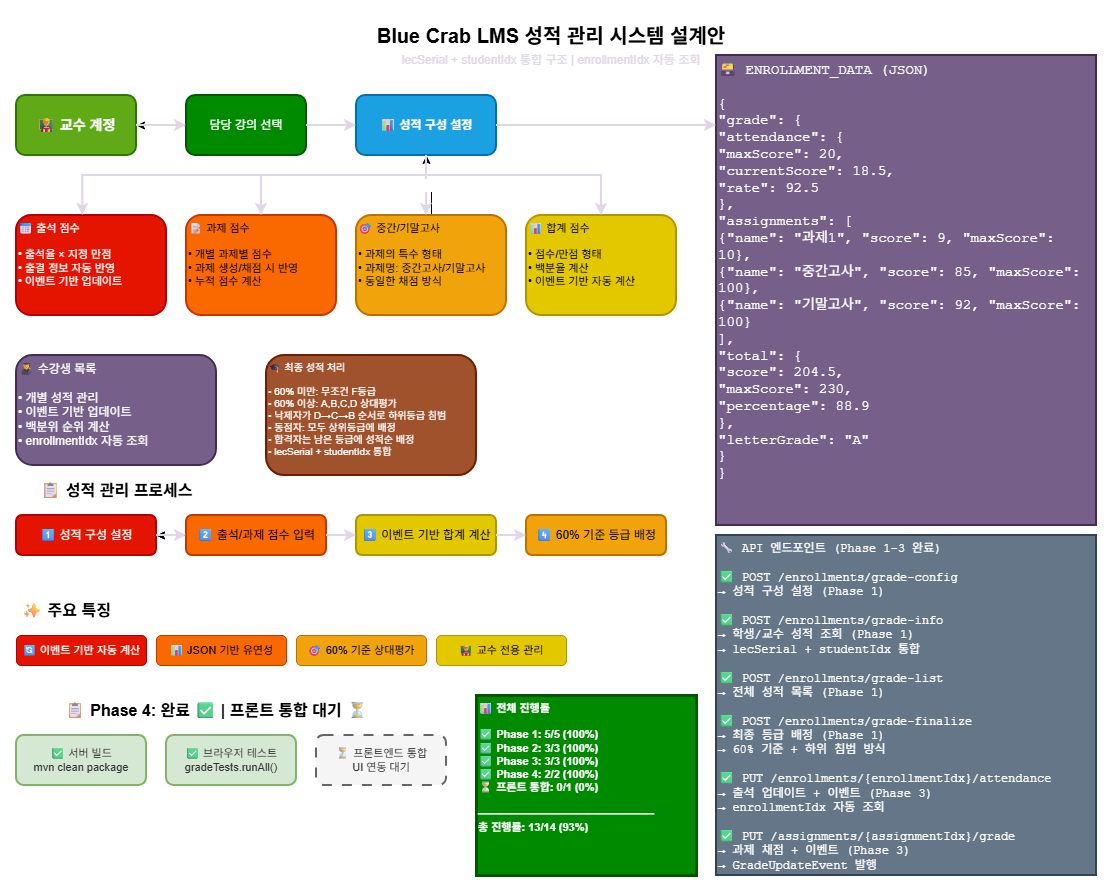 Blue Crab LMS 성적 관리 시스템 설계안
lecSerial + studentIdx 통합 구조 | enrollmentIdx 자동 조회
👩‍🏫 교수 계정
담당 강의 선택
📊 성적 구성 설정
📅 출석 점수
• 출석율 × 지정 만점
• 출결 정보 자동 반영
• 이벤트 기반 업데이트
📝 과제 점수
• 개별 과제별 점수
• 과제 생성/채점 시 반영
• 누적 점수 계산
🎯 중간/기말고사
• 과제의 특수 형태
• 과제명: 중간고사/기말고사
• 동일한 채점 방식
📊 합계 점수
• 점수/만점 형태
• 백분율 계산
• 이벤트 기반 자동 계산
👨‍🎓 수강생 목록
• 개별 성적 관리
• 이벤트 기반 업데이트
• 백분위 순위 계산
• enrollmentIdx 자동 조회
🎓 최종 성적 처리
• 60% 미만: 무조건 F등급
• 60% 이상: A,B,C,D 상대평가
• 낙제자가 D→C→B 순서로 하위등급 침범
• 동점자: 모두 상위등급에 배정
• 합격자는 남은 등급에 성적순 배정
• lecSerial + studentIdx 통합
📋 성적 관리 프로세스
1️⃣ 성적 구성 설정
2️⃣ 출석/과제 점수 입력
3️⃣ 이벤트 기반 합계 계산
4️⃣ 60% 기준 등급 배정
✨ 주요 특징
🔄 이벤트 기반 자동 계산
📊 JSON 기반 유연성
🎯 60% 기준 상대평가
👩‍🏫 교수 전용 관리
📋 Phase 4: 완료 ✅ | 프론트 통합 대기 ⏳
✅ 서버 빌드
mvn clean package
✅ 브라우저 테스트
gradeTests.runAll()
⏳ 프론트엔드 통합
UI 연동 대기
📊 전체 진행률
✅ Phase 1: 5/5 (100%)
✅ Phase 2: 3/3 (100%)
✅ Phase 3: 3/3 (100%)
✅ Phase 4: 2/2 (100%)
⏳ 프론트 통합: 0/1 (0%)
총 진행률: 13/14 (93%)
🗃️ ENROLLMENT_DATA (JSON)
{
"grade": {
"attendance": {
"maxScore": 20,
"currentScore": 18.5,
"rate": 92.5
},
"assignments": [
{"name": "과제1", "score": 9, "maxScore":
10},
{"name": "중간고사", "score": 85, "maxScore":
100},
{"name": "기말고사", "score": 92, "maxScore":
100}
],
"total": {
"score": 204.5,
"maxScore": 230,
"percentage": 88.9
},
"letterGrade": "A"
}
}
🔧 API 엔드포인트 (Phase 1-3 완료)
✅ POST /enrollments/grade-config
→ 성적 구성 설정 (Phase 1)
✅ POST /enrollments/grade-info
→ 학생/교수 성적 조회 (Phase 1)
→ lecSerial + studentIdx 통합
✅ POST /enrollments/grade-list
→ 전체 성적 목록 (Phase 1)
✅ POST /enrollments/grade-finalize
→ 최종 등급 배정 (Phase 1)
→ 60% 기준 + 하위 침범 방식
✅ PUT /enrollments/{enrollmentIdx}/attendance
→ 출석 업데이트 + 이벤트 (Phase 3)
→ enrollmentIdx 자동 조회
✅ PUT /assignments/{assignmentIdx}/grade
→ 과제 채점 + 이벤트 (Phase 3)
→ GradeUpdateEvent 발행